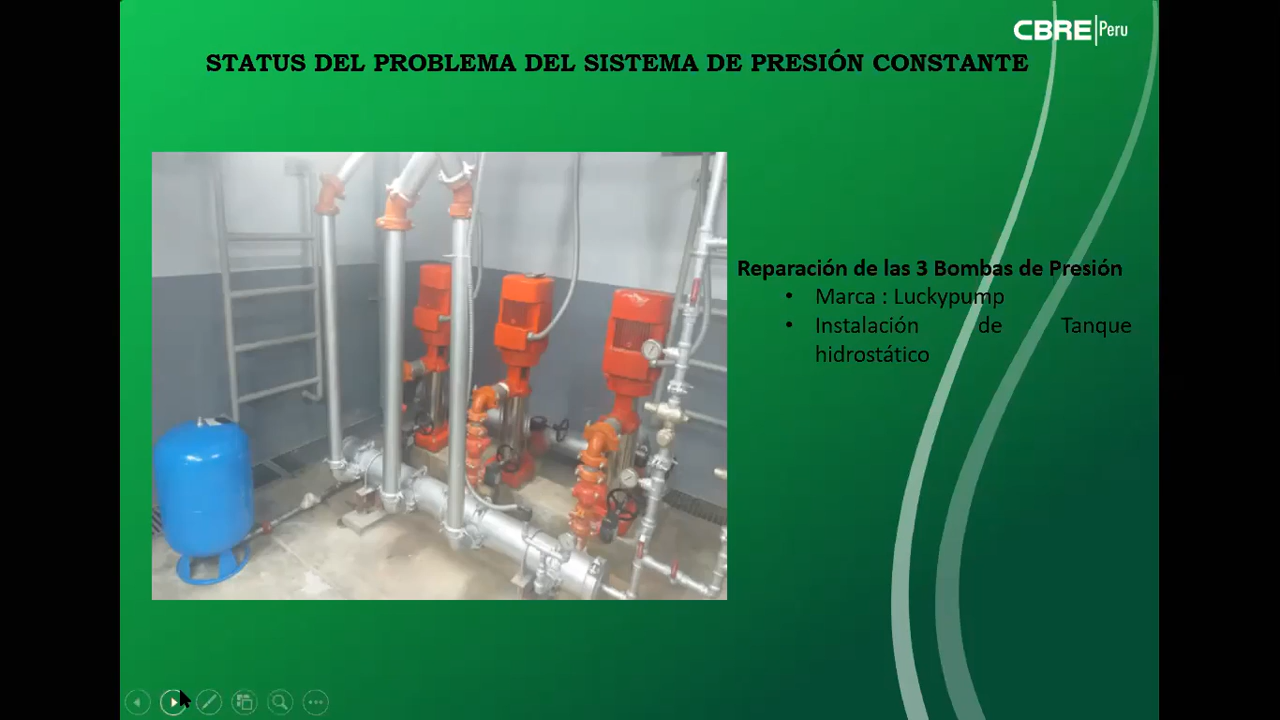 CBRE | Peru
STATUS DEL PROBLEMA DEL SISTEMA DE PRESIÓN CONSTANTE
Reparación de las 3 Bombas de Presión
• Marca : Luckypump
• Instalación de Tanque
hidrostático